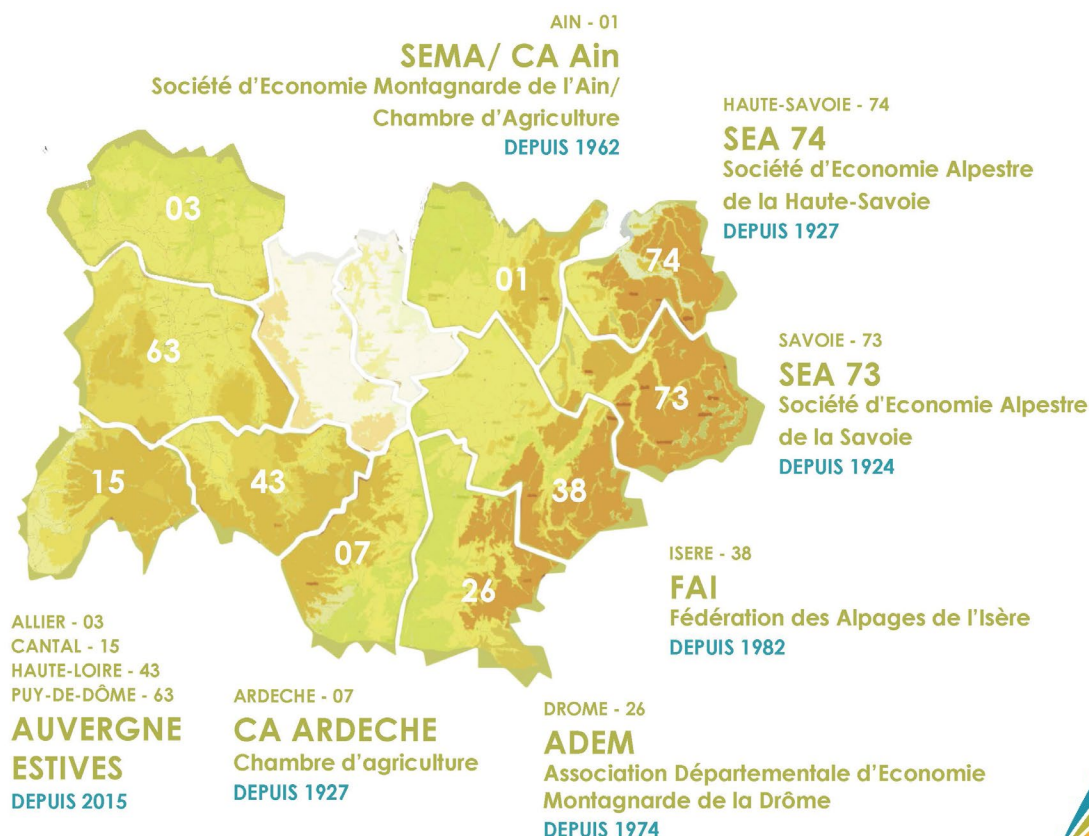 AIN - 01
SEMA/ CA Ain
Société d'Economie Montagnarde de l'Ain/
Chambre d'Agriculture
DEPUIS 1962
HAUTE-SAVOIE - 74
SEA 74
Société d'Economie Alpestre
de la Haute-Savoie
DEPUIS 1927
03
01
74
63
73
15
43
38
07
26
SAVOIE - 73
SEA 73
Société d'Economie Alpestre
de la Savoie
DEPUIS 1924
ISERE - 38
FAI
Fédération des Alpages de l'Isère
DEPUIS 1982
ALLIER - 03
CANTAL - 15
HAUTE-LOIRE - 43
PUY-DE-DÔME - 63
AUVERGNE
ESTIVES
DEPUIS 2015
ARDECHE - 07
CA ARDECHE
Chambre d'agriculture
DEPUIS 1927
DROME - 26
ADEM
Association Départementale d'Economie
Montagnarde de la Drôme
DEPUIS 1974